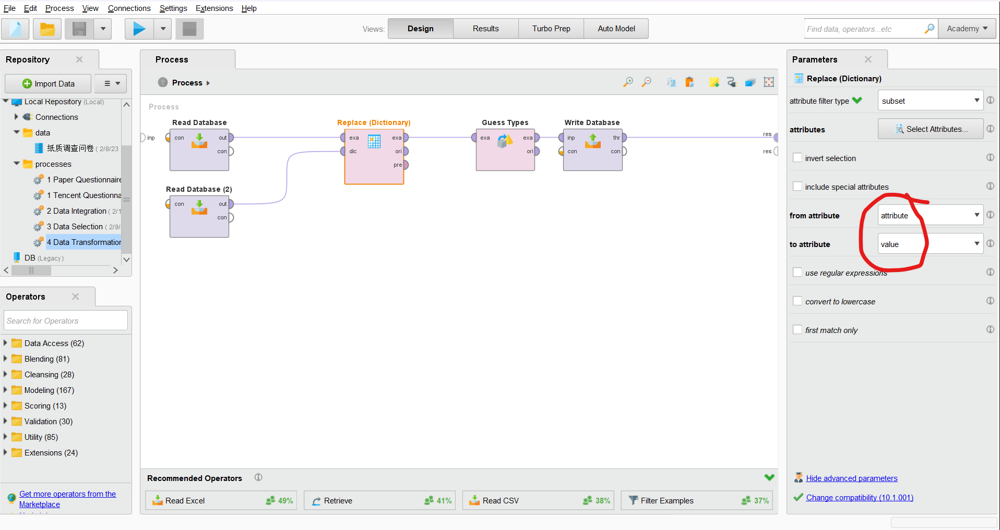 File Edit Process View Connections Settings Extensions Help
Views: Design Results Turbo Prep Auto Model
Find data, operators...etc
Academy
Repository
Import Data
Local Repository (Local)
Connections
data
纸质调查问卷 ( 2/8/23
processes
1 Paper Questionnaire
1 Tencent Questionna
2 Data Integration ( 2/1
3 Data Selection ( 2/9/
4 Data Transformation
DB (Legacy)
Operators
Search for Operators
Data Access (62)
Blending (81)
Cleansing (28)
Modeling (167)
Scoring (13)
Validation (30)
Utility (85)
Extensions (24)
Get more operators from the
Marketplace
Process
Process
Process
inp
Read Database
con out
con
Read Database (2)
con out
con
Replace (Dictionary)
exa exa
dic ori
pre
Guess Types
exa exa
ori
Write Database
inp thr
con con
res
res
Recommended Operators
Read Excel 49%
Retrieve 41%
Read CSV 38%
Filter Examples 37%
Parameters
Replace (Dictionary)
attribute filter type subset
attributes Select Attributes...
invert selection
include special attributes
from attribute attribute
to attribute value
use regular expressions
convert to lowercase
first match only
Hide advanced parameters
Change compatibility (10.1.001)